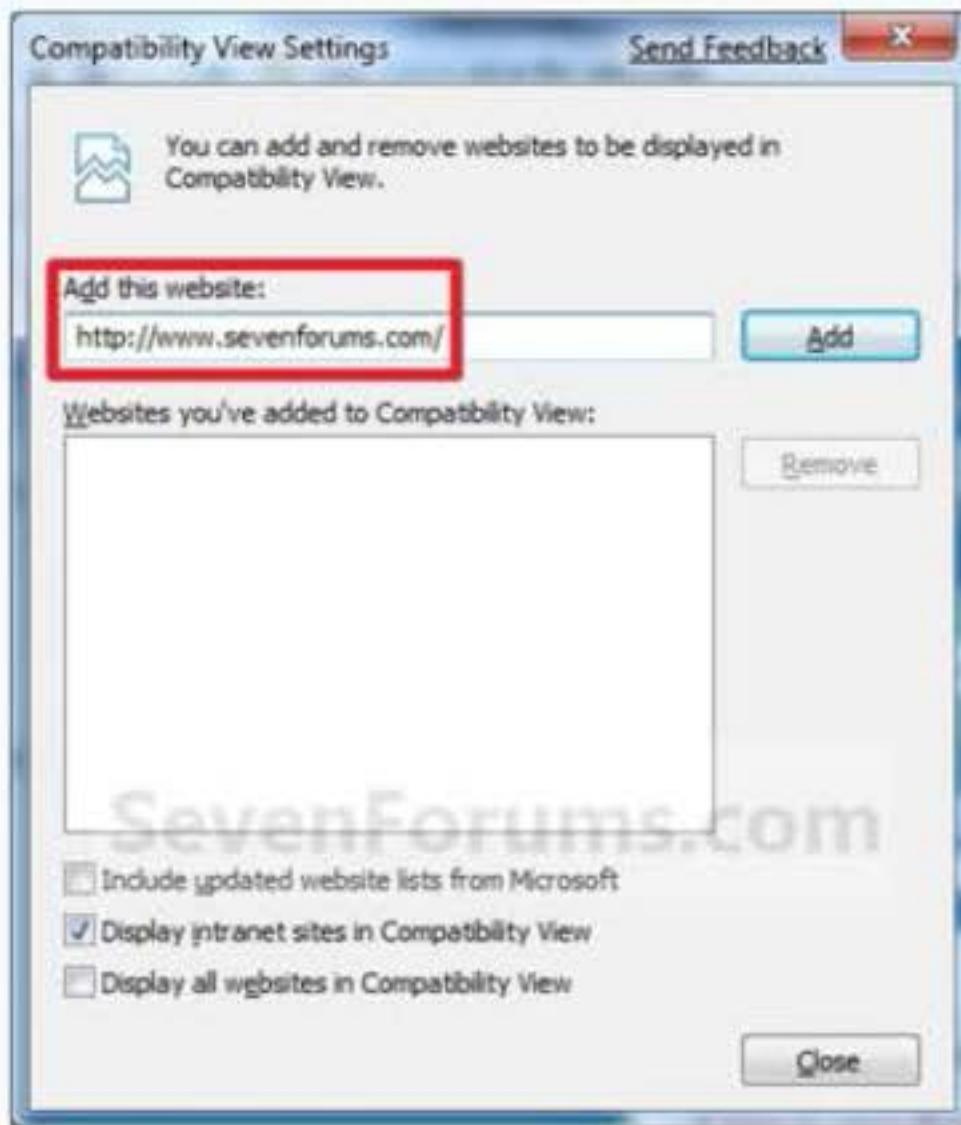 Compatibility View Settings Send Feedback
You can add and remove websites to be displayed in
Compatibility View.
Add this website:
http://www.sevenforums.com/ Add
Websites you've added to Compatibility View:
Remove
SevenForums.com
Include updated website lists from Microsoft
Display intranet sites in Compatibility View
Display all websites in Compatibility View
Close